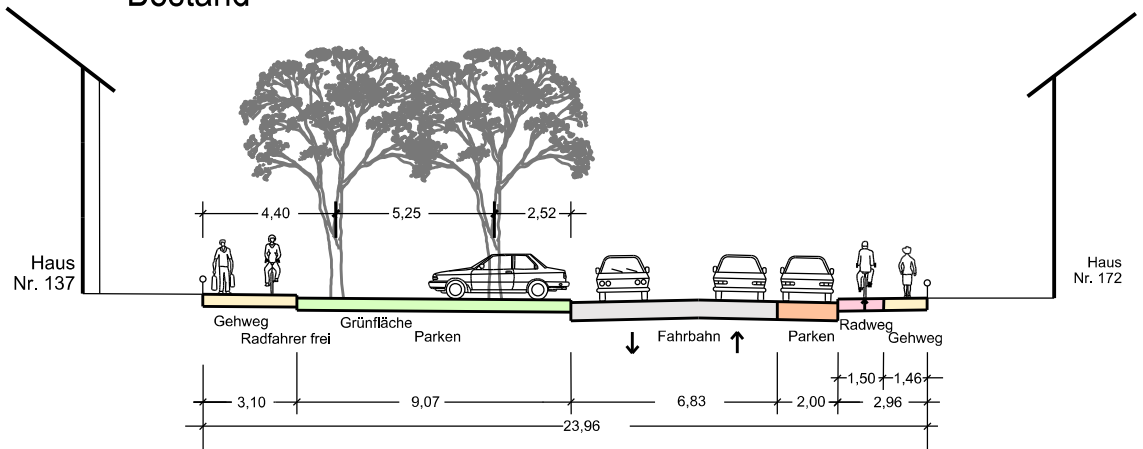 Bestand
4,40
5,25
2,52
Haus
Nr. 137
Haus
Nr. 172
Gehweg
Radfahrer frei
Grünfläche
Parken
Fahrbahn
Parken
Radweg
Gehweg
1,50
1,46
3,10
9,07
6,83
2,00
2,96
23,96